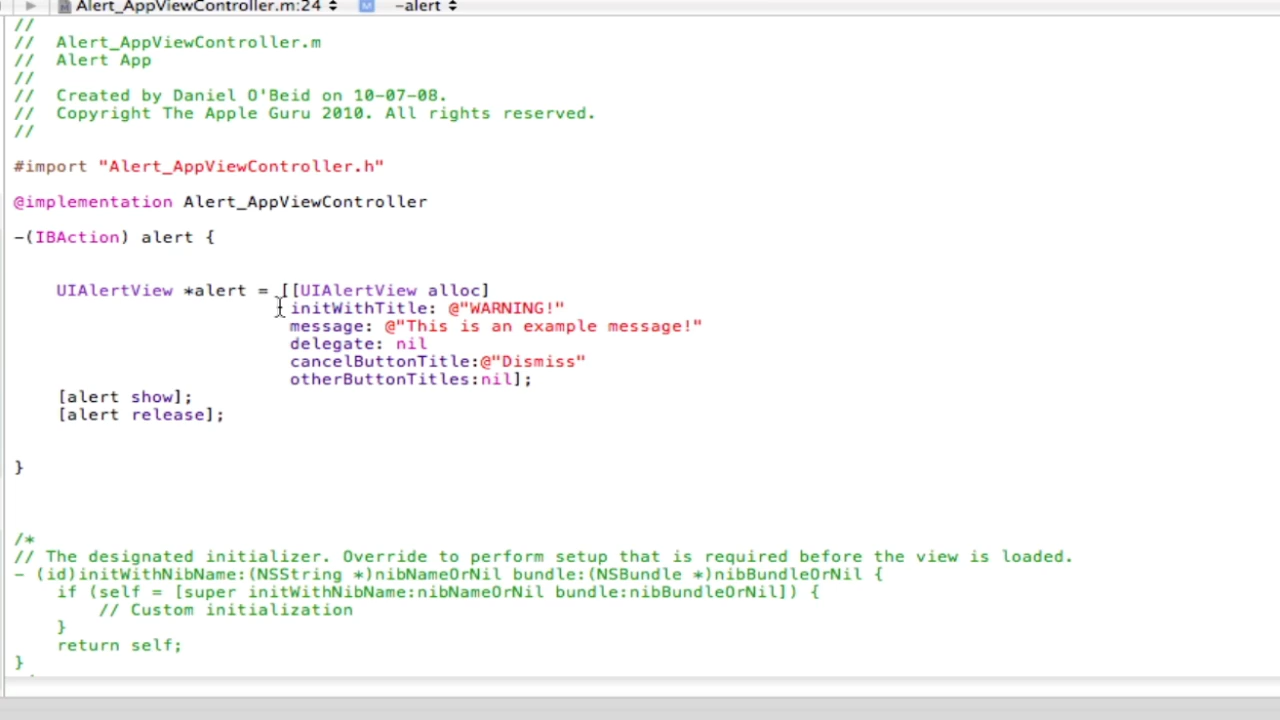 Alert_AppViewController.m:24 M -alert
//
// Alert_AppViewController.m
// Alert App
//
// Created by Daniel O'Beid on 10-07-08.
// Copyright The Apple Guru 2010. All rights reserved.
//
#import "Alert_AppViewController.h"
@implementation Alert_AppViewController
-(IBAction) alert {
UIAlertView *alert = [[UIAlertView alloc]
initWithTitle: @"WARNING!"
message: @"This is an example message!"
delegate: nil
cancelButtonTitle:@"Dismiss"
otherButtonTitles:nil];
[alert show];
[alert release];
}
/*
// The designated initializer. Override to perform setup that is required before the view is loaded.
- (id)initWithNibName:(NSString *)nibNameOrNil bundle:(NSBundle *)nibBundleOrNil {
if (self = [super initWithNibName:nibNameOrNil bundle:nibBundleOrNil]) {
// Custom initialization
}
return self;
}